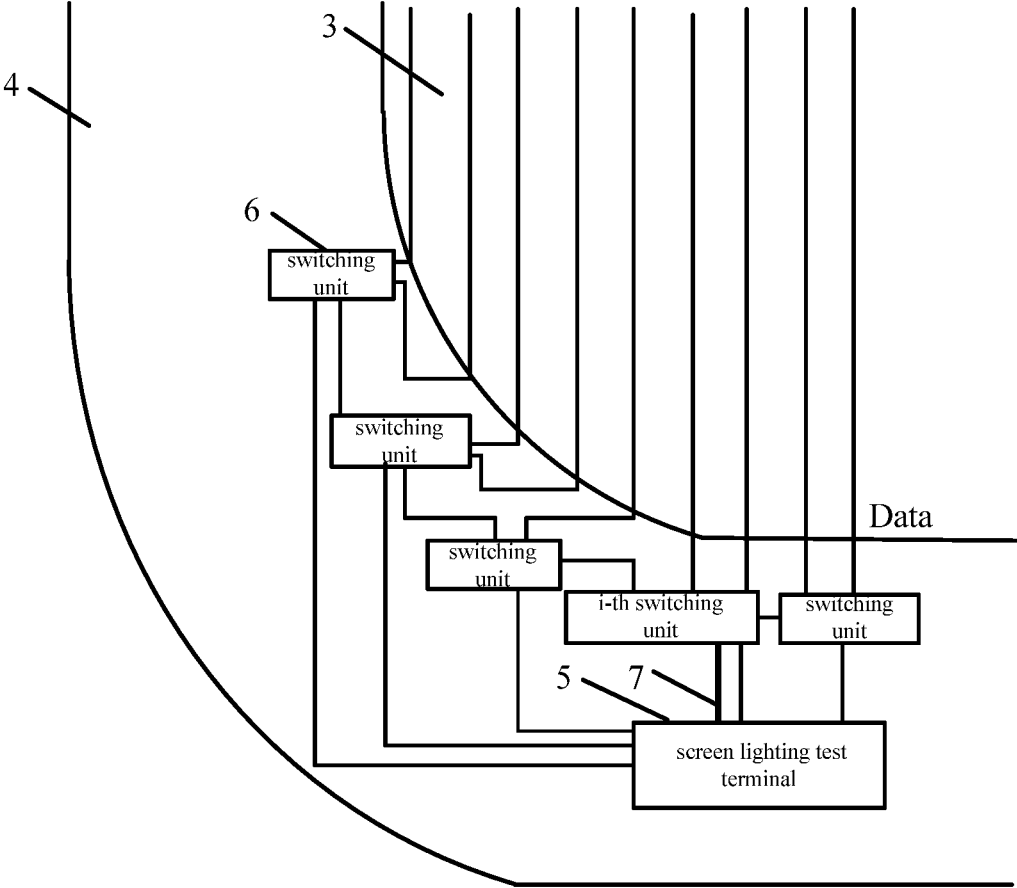 3
4
6
switching
unit
switching
unit
Data
switching
unit
i-th switching
unit
switching
unit
5
7
screen lighting test
terminal